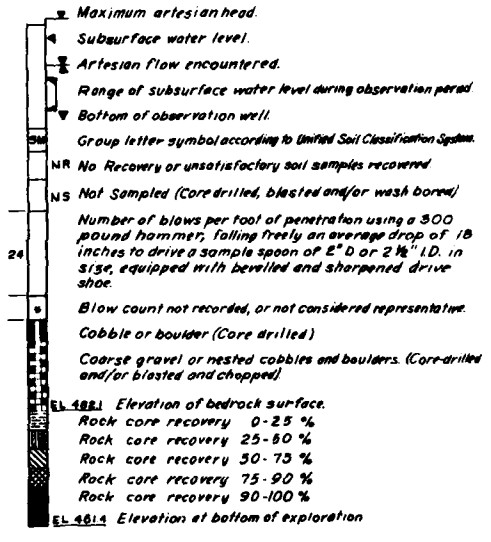 Maximum artesian head.
Subsurface water level.
Artesian flow encountered.
Range of subsurface water level during observation period.
Bottom of observation well.
SM Group letter symbol according to Unified Soil Classification System.
NR No Recovery or unsatisfactory soil samples recovered.
NS Not Sampled (Core drilled, blasted and/or wash bored)
Number of blows per foot of penetration using a 300
pound hammer, falling freely an average drop of 18
24 inches to drive a sample spoon of 2" D or 2 ½" I.D. in
size, equipped with bevelled and sharpened drive
shoe.
* Blow count not recorded, or not considered representative.
Cobble or boulder (Core drilled)
Coarse gravel or nested cobbles and boulders. (Core-drilled
and/or blasted and chopped).
EL 482.1 Elevation of bedrock surface.
Rock core recovery 0-25 %
Rock core recovery 25-50 %
Rock core recovery 50-75 %
Rock core recovery 75-90 %
Rock core recovery 90-100 %
EL 461.4 Elevation at bottom of exploration